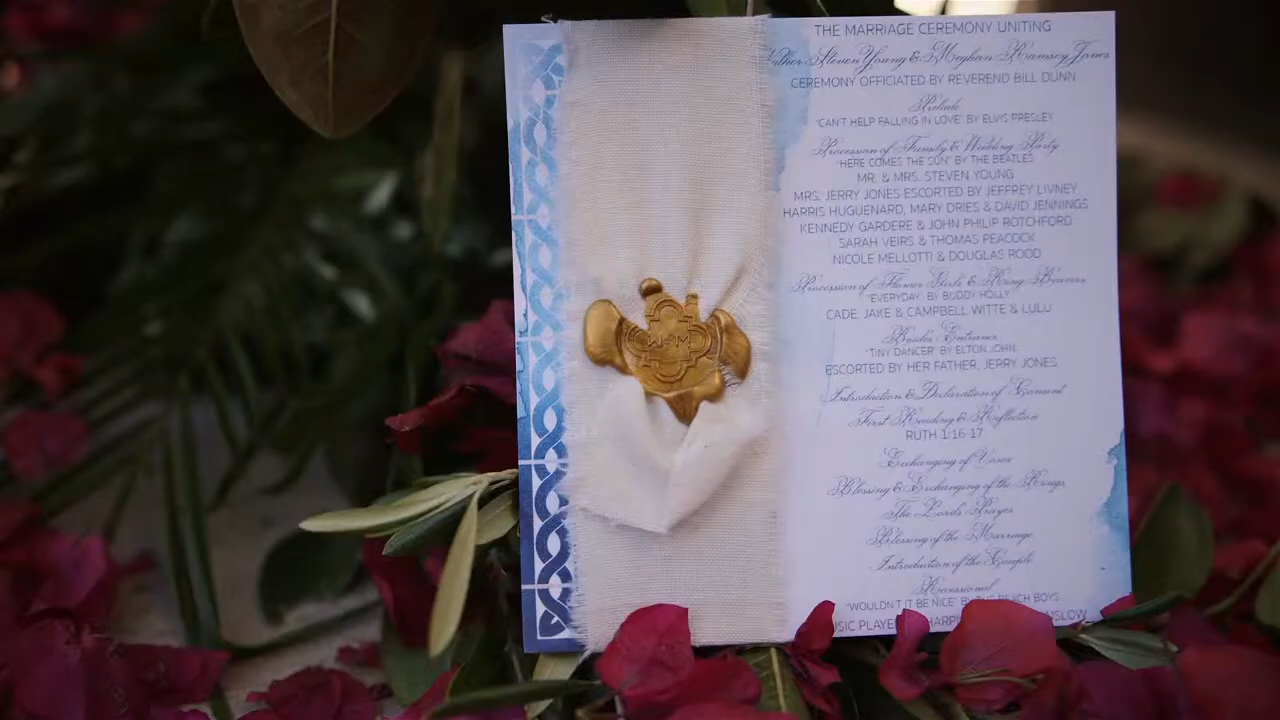 THE MARRIAGE CEREMONY UNITING
Steven Young & Meghan Ramsey Jones
CEREMONY OFFICIATED BY REVEREND BILL DUNN
Prelude
"CAN'T HELP FALLING IN LOVE" BY ELVIS PRESLEY
Procession of Family & Wedding Party
"HERE COMES THE SUN" BY THE BEATLES
MR. & MRS. STEVEN YOUNG
MRS. JERRY JONES ESCORTED BY JEFFREY LIVNEY
HARRIS HUGUENARD, MARY DRIES & DAVID JENNINGS
KENNEDY GARDERE & JOHN PHILIP ROTCHFORD
SARAH VEIRS & THOMAS PEACOCK
NICOLE MELLOTTI & DOUGLAS ROOD
Procession of Flower Girls & Ring Bearers
"EVERYDAY" BY BUDDY HOLLY
CADE, JAKE & CAMPBELL WITTE & LULU
Brides Entrance
"TINY DANCER" BY ELTON JOHN
ESCORTED BY HER FATHER, JERRY JONES
Introduction & Declaration of Consent
First Reading & Reflection
RUTH 1:16-17
Exchanging of Vows
Blessing & Exchanging of the Rings
The Lord's Prayer
Blessing of the Marriage
Introduction of the Couple
Recessional
"WOULDN'T IT BE NICE" BY THE BEACH BOYS
W M